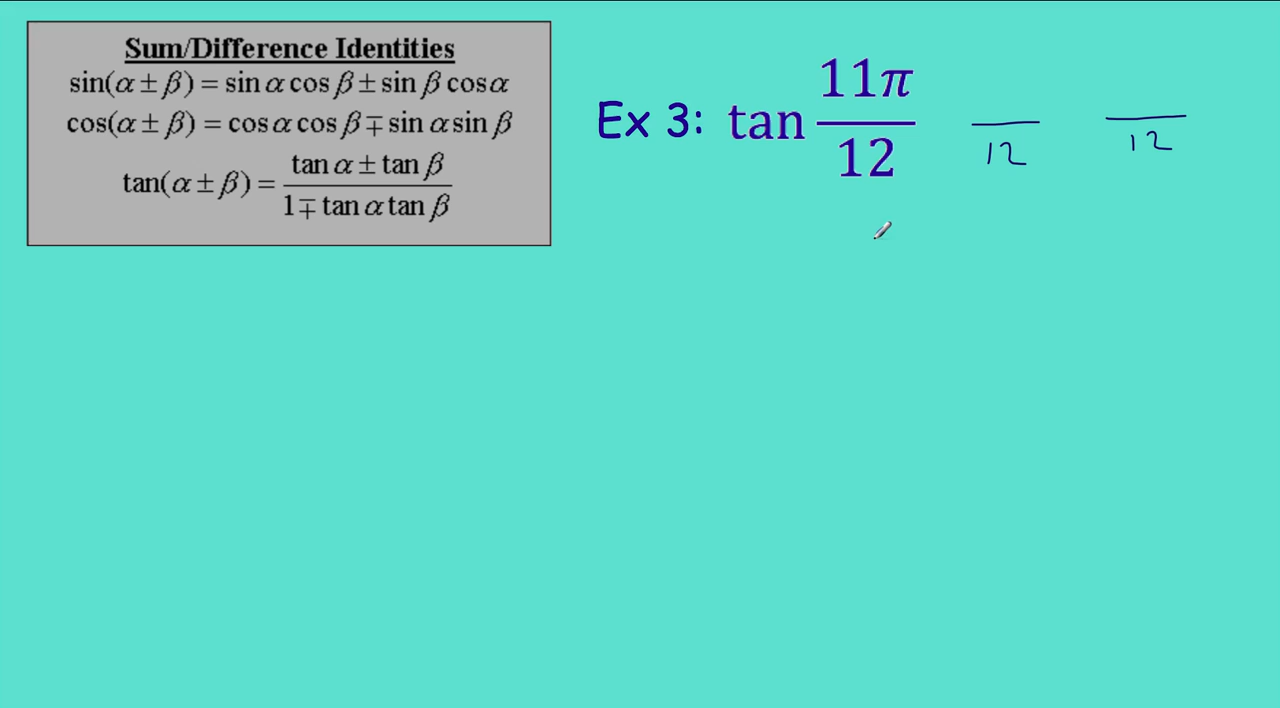 Sum/Difference Identities
sin(α ± β) = sin α cos β ± sin β cos α
cos(α ± β) = cos α cos β ∓ sin α sin β
tan(α ± β) = (tan α ± tan β) / (1 ∓ tan α tan β)
Ex 3: tan 11π/12 —/12 —/12